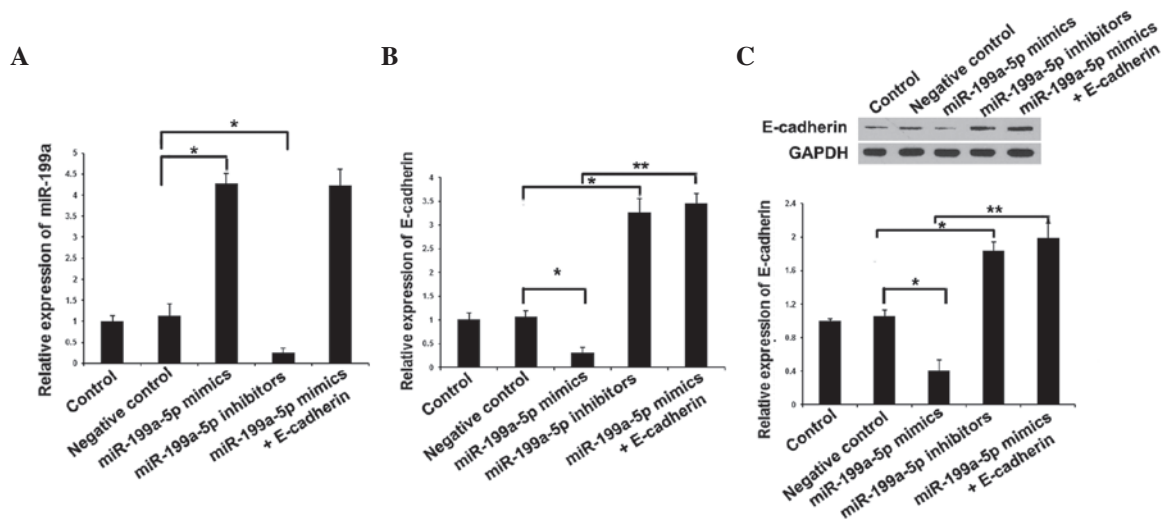 A
Relative expression of miR-199a
5
4.5
4
3.5
3
2.5
2
1.5
1
0.5
0
*
*
Control
Negative control
miR-199a-5p mimics
miR-199a-5p inhibitors
miR-199a-5p mimics
+ E-cadherin
B
Relative expression of E-cadherin
4
3.5
3
2.5
2
1.5
1
0.5
0
*
*
**
Control
Negative control
miR-199a-5p mimics
miR-199a-5p inhibitors
miR-199a-5p mimics
+ E-cadherin
C
Control
Negative control
miR-199a-5p mimics
miR-199a-5p inhibitors
miR-199a-5p mimics
+ E-cadherin
E-cadherin
GAPDH
Relative expression of E-cadherin
2.4
2
1.6
1.2
0.8
0.4
0
*
*
**
Control
Negative control
miR-199a-5p mimics
miR-199a-5p inhibitors
miR-199a-5p mimics
+ E-cadherin